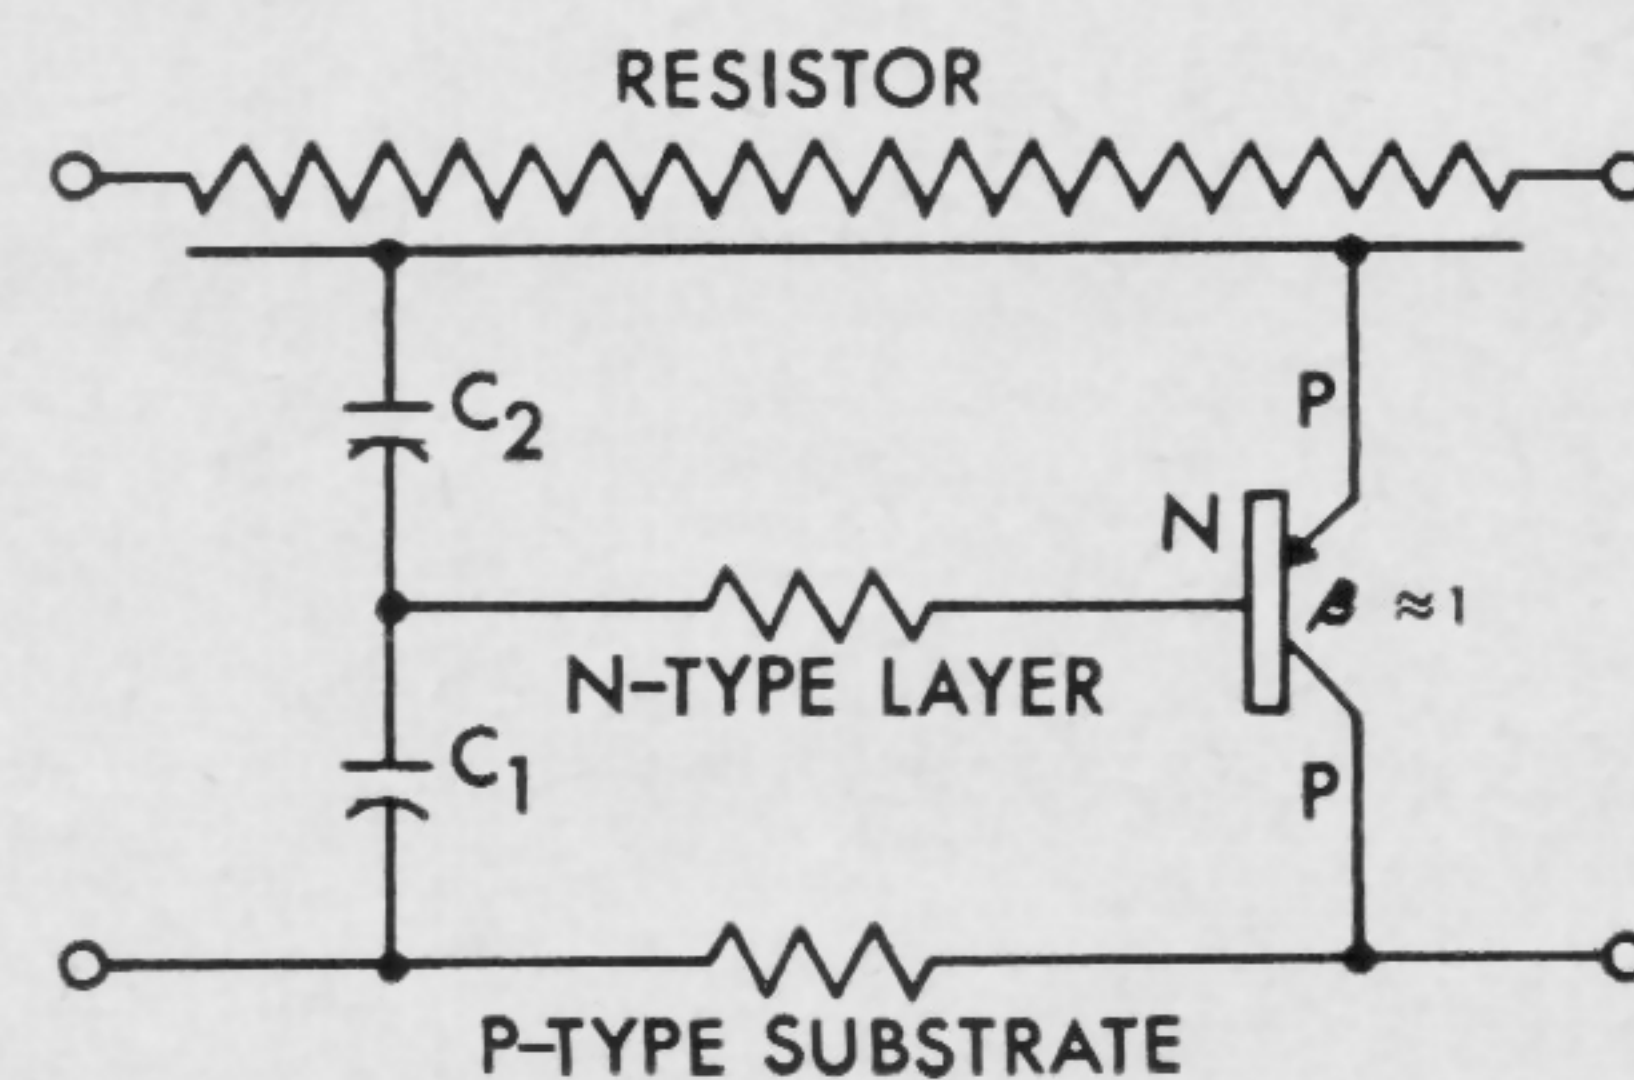 RESISTOR
C2
P
N
β ≈ 1
N-TYPE LAYER
C1
P
P-TYPE SUBSTRATE